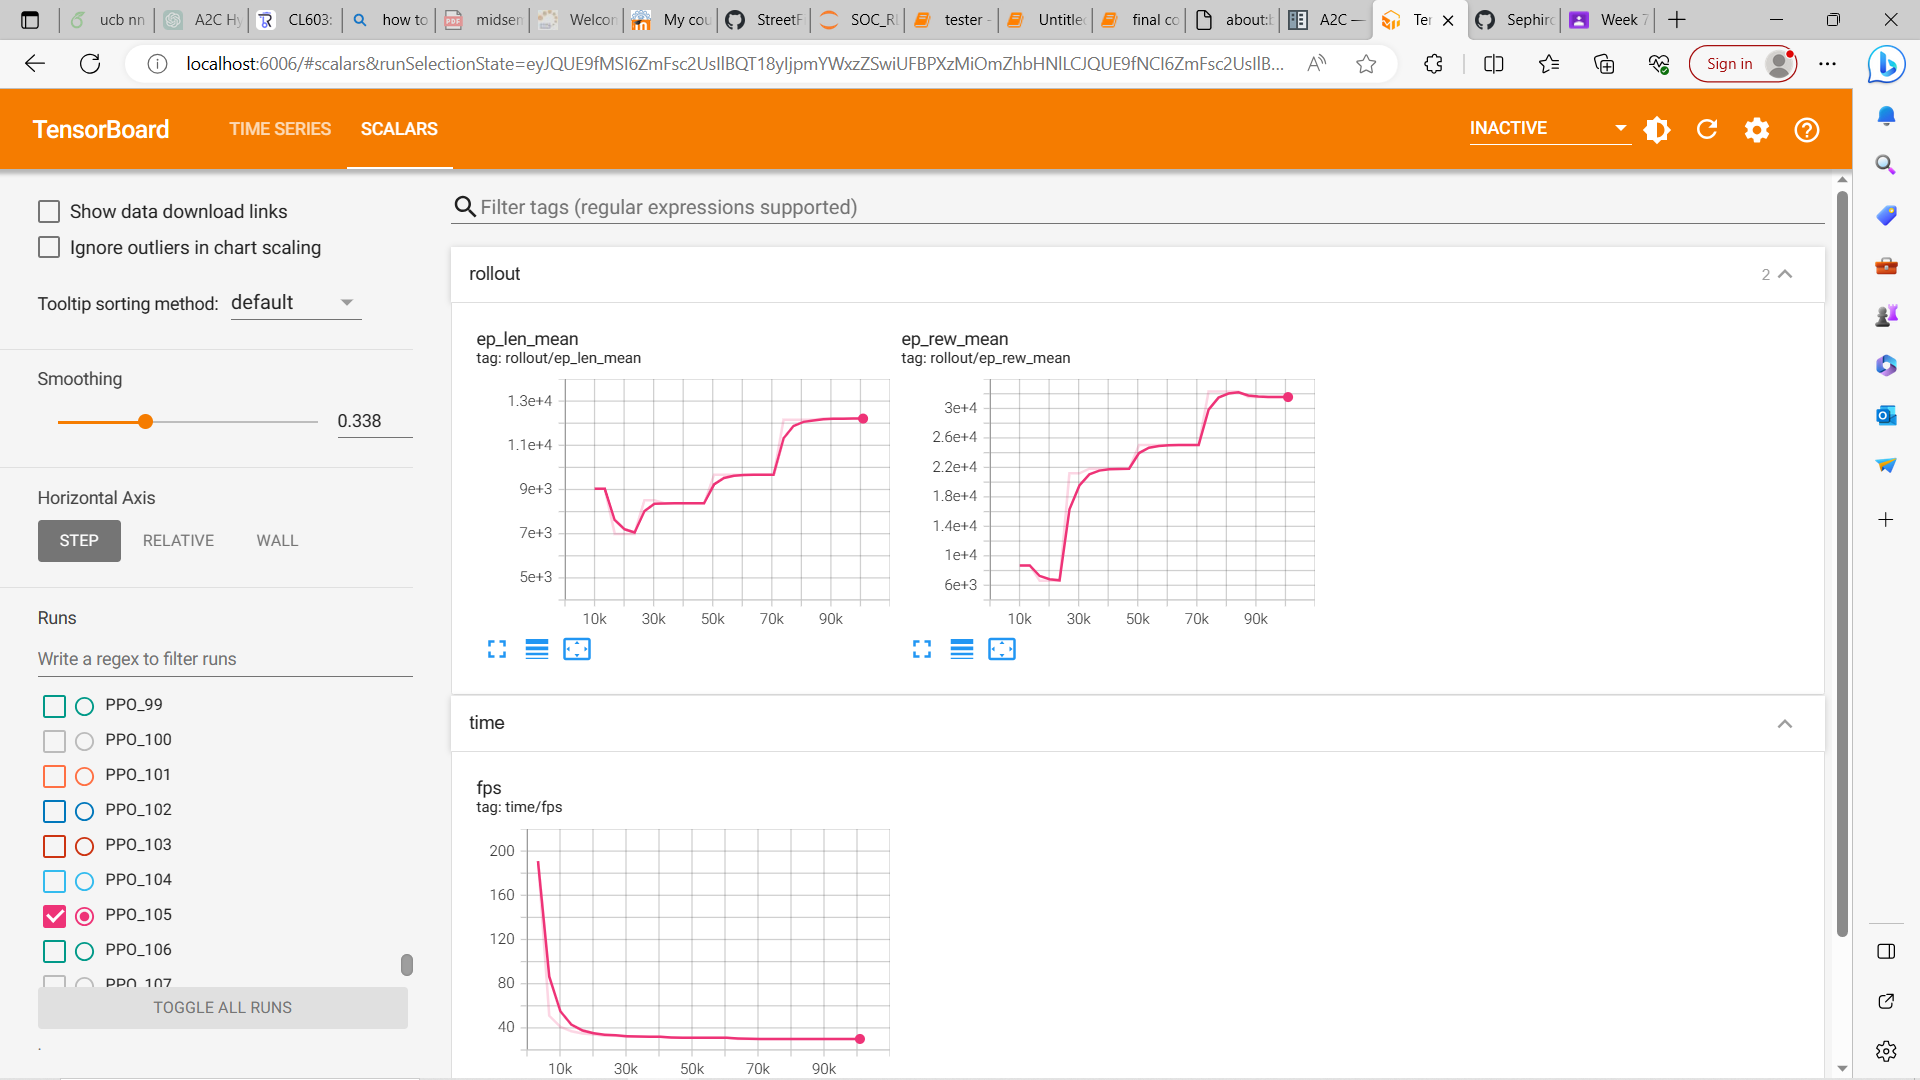 ucb nn
A2C Hy
CL603:
how to
midsem
Welcom
My cou
StreetF
SOC_RL
tester -
Untitled
final co
about:b
A2C —
Ter
Sephiro
Week 7
localhost:6006/#scalars&runSelectionState=
Sign in
TensorBoard
TIME SERIES
SCALARS
INACTIVE
Show data download links
Ignore outliers in chart scaling
Tooltip sorting method: default
Smoothing
0.338
Horizontal Axis
STEP
RELATIVE
WALL
Runs
Write a regex to filter runs
PPO_99
PPO_100
PPO_101
PPO_102
PPO_103
PPO_104
PPO_105
PPO_106
PPO_107
TOGGLE ALL RUNS
.
Filter tags (regular expressions supported)
rollout
2
ep_len_mean
tag: rollout/ep_len_mean
1.3e+4
1.1e+4
9e+3
7e+3
5e+3
10k 30k 50k 70k 90k
ep_rew_mean
tag: rollout/ep_rew_mean
3e+4
2.6e+4
2.2e+4
1.8e+4
1.4e+4
1e+4
6e+3
10k 30k 50k 70k 90k
time
fps
tag: time/fps
200
160
120
80
40
10k 30k 50k 70k 90k